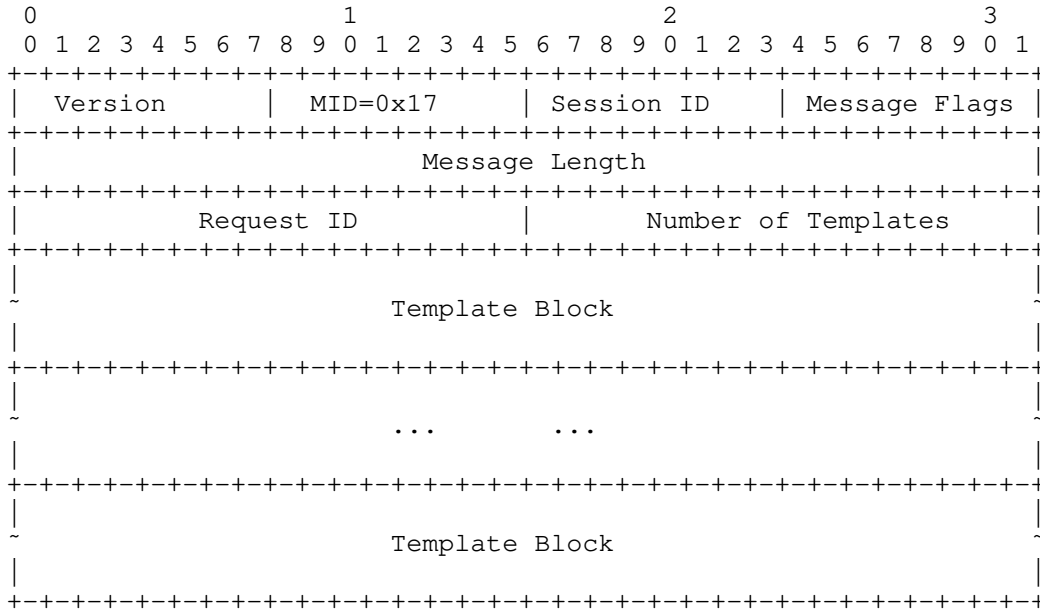 0                   1                   2                   3
 0 1 2 3 4 5 6 7 8 9 0 1 2 3 4 5 6 7 8 9 0 1 2 3 4 5 6 7 8 9 0 1
+-+-+-+-+-+-+-+-+-+-+-+-+-+-+-+-+-+-+-+-+-+-+-+-+-+-+-+-+-+-+-+-+
|  Version      |  MID=0x17     | Session ID    | Message Flags |
+-+-+-+-+-+-+-+-+-+-+-+-+-+-+-+-+-+-+-+-+-+-+-+-+-+-+-+-+-+-+-+-+
|                         Message Length                        |
+-+-+-+-+-+-+-+-+-+-+-+-+-+-+-+-+-+-+-+-+-+-+-+-+-+-+-+-+-+-+-+-+
|           Request ID          |       Number of Templates     |
+-+-+-+-+-+-+-+-+-+-+-+-+-+-+-+-+-+-+-+-+-+-+-+-+-+-+-+-+-+-+-+-+
|                                                               |
~                       Template Block                          ~
|                                                               |
+-+-+-+-+-+-+-+-+-+-+-+-+-+-+-+-+-+-+-+-+-+-+-+-+-+-+-+-+-+-+-+-+
|                                                               |
~                       ...       ...                           ~
|                                                               |
+-+-+-+-+-+-+-+-+-+-+-+-+-+-+-+-+-+-+-+-+-+-+-+-+-+-+-+-+-+-+-+-+
|                                                               |
~                       Template Block                          ~
|                                                               |
+-+-+-+-+-+-+-+-+-+-+-+-+-+-+-+-+-+-+-+-+-+-+-+-+-+-+-+-+-+-+-+-+